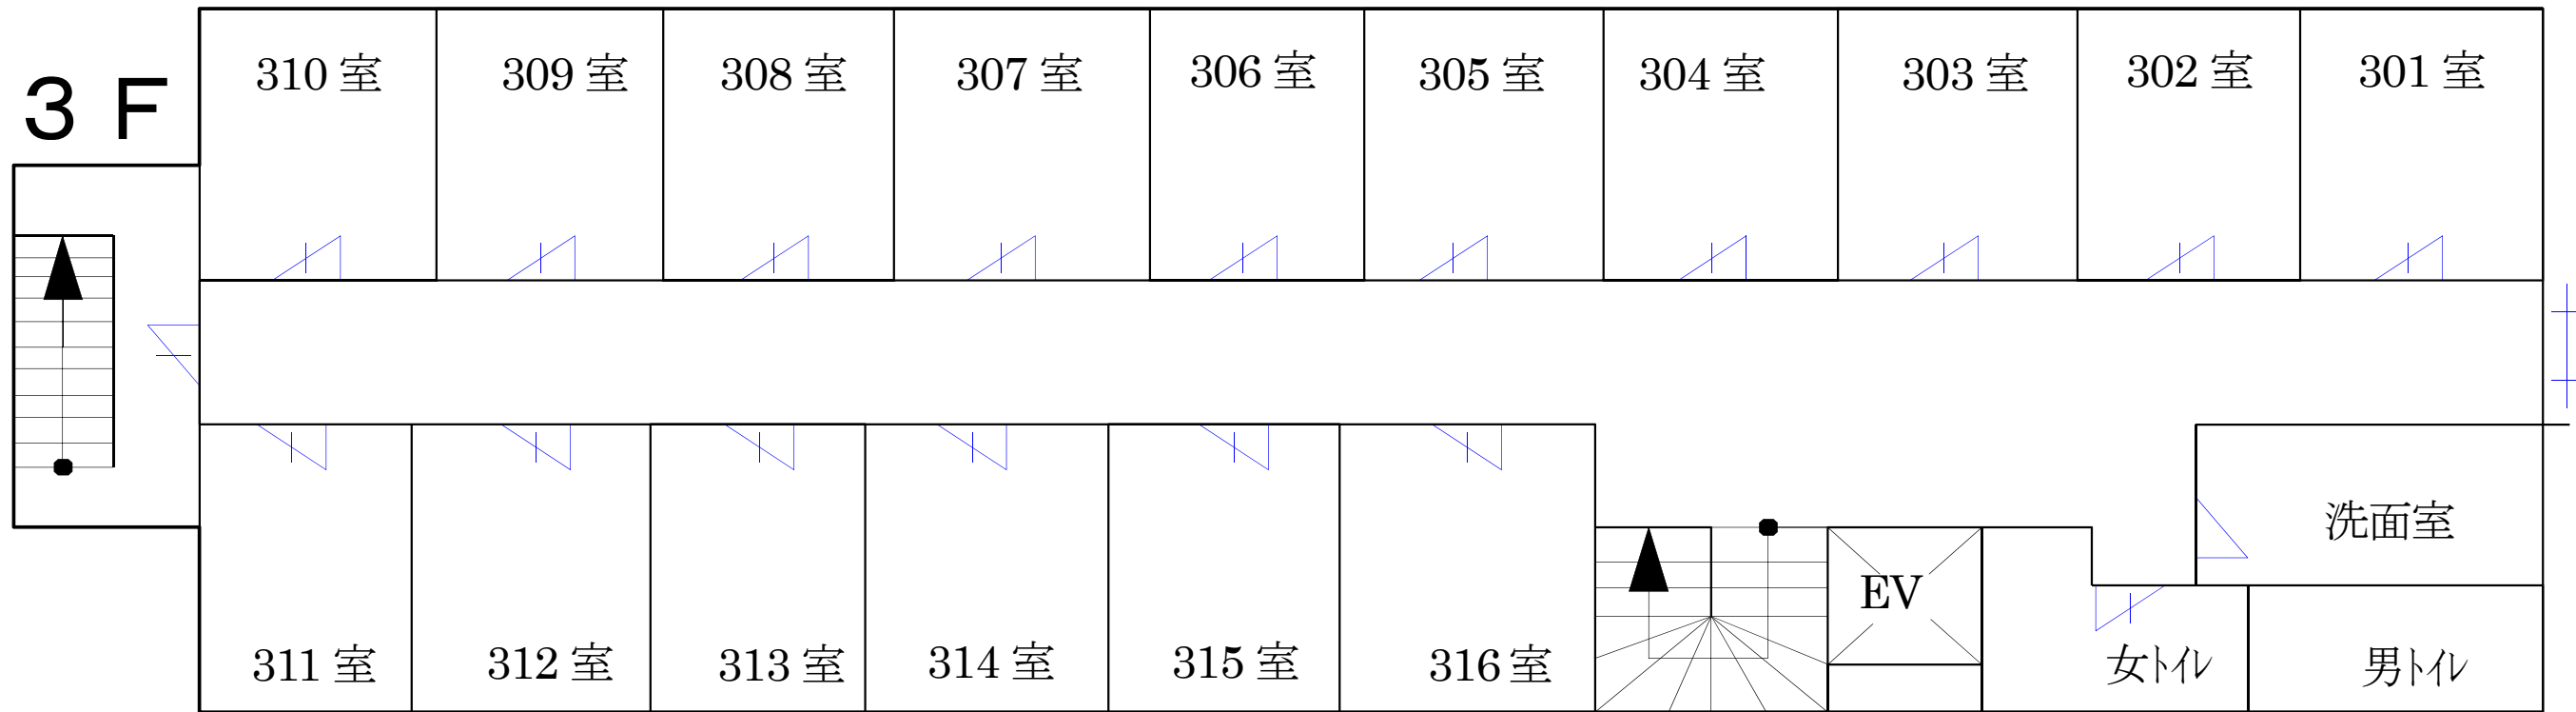 ３Ｆ
310 室
309 室
308 室
307 室
306 室
305 室
304 室
303 室
302 室
301 室
311 室
312 室
313 室
314 室
315 室
316 室
EV
洗面室
女ﾄｲﾚ
男ﾄｲﾚ